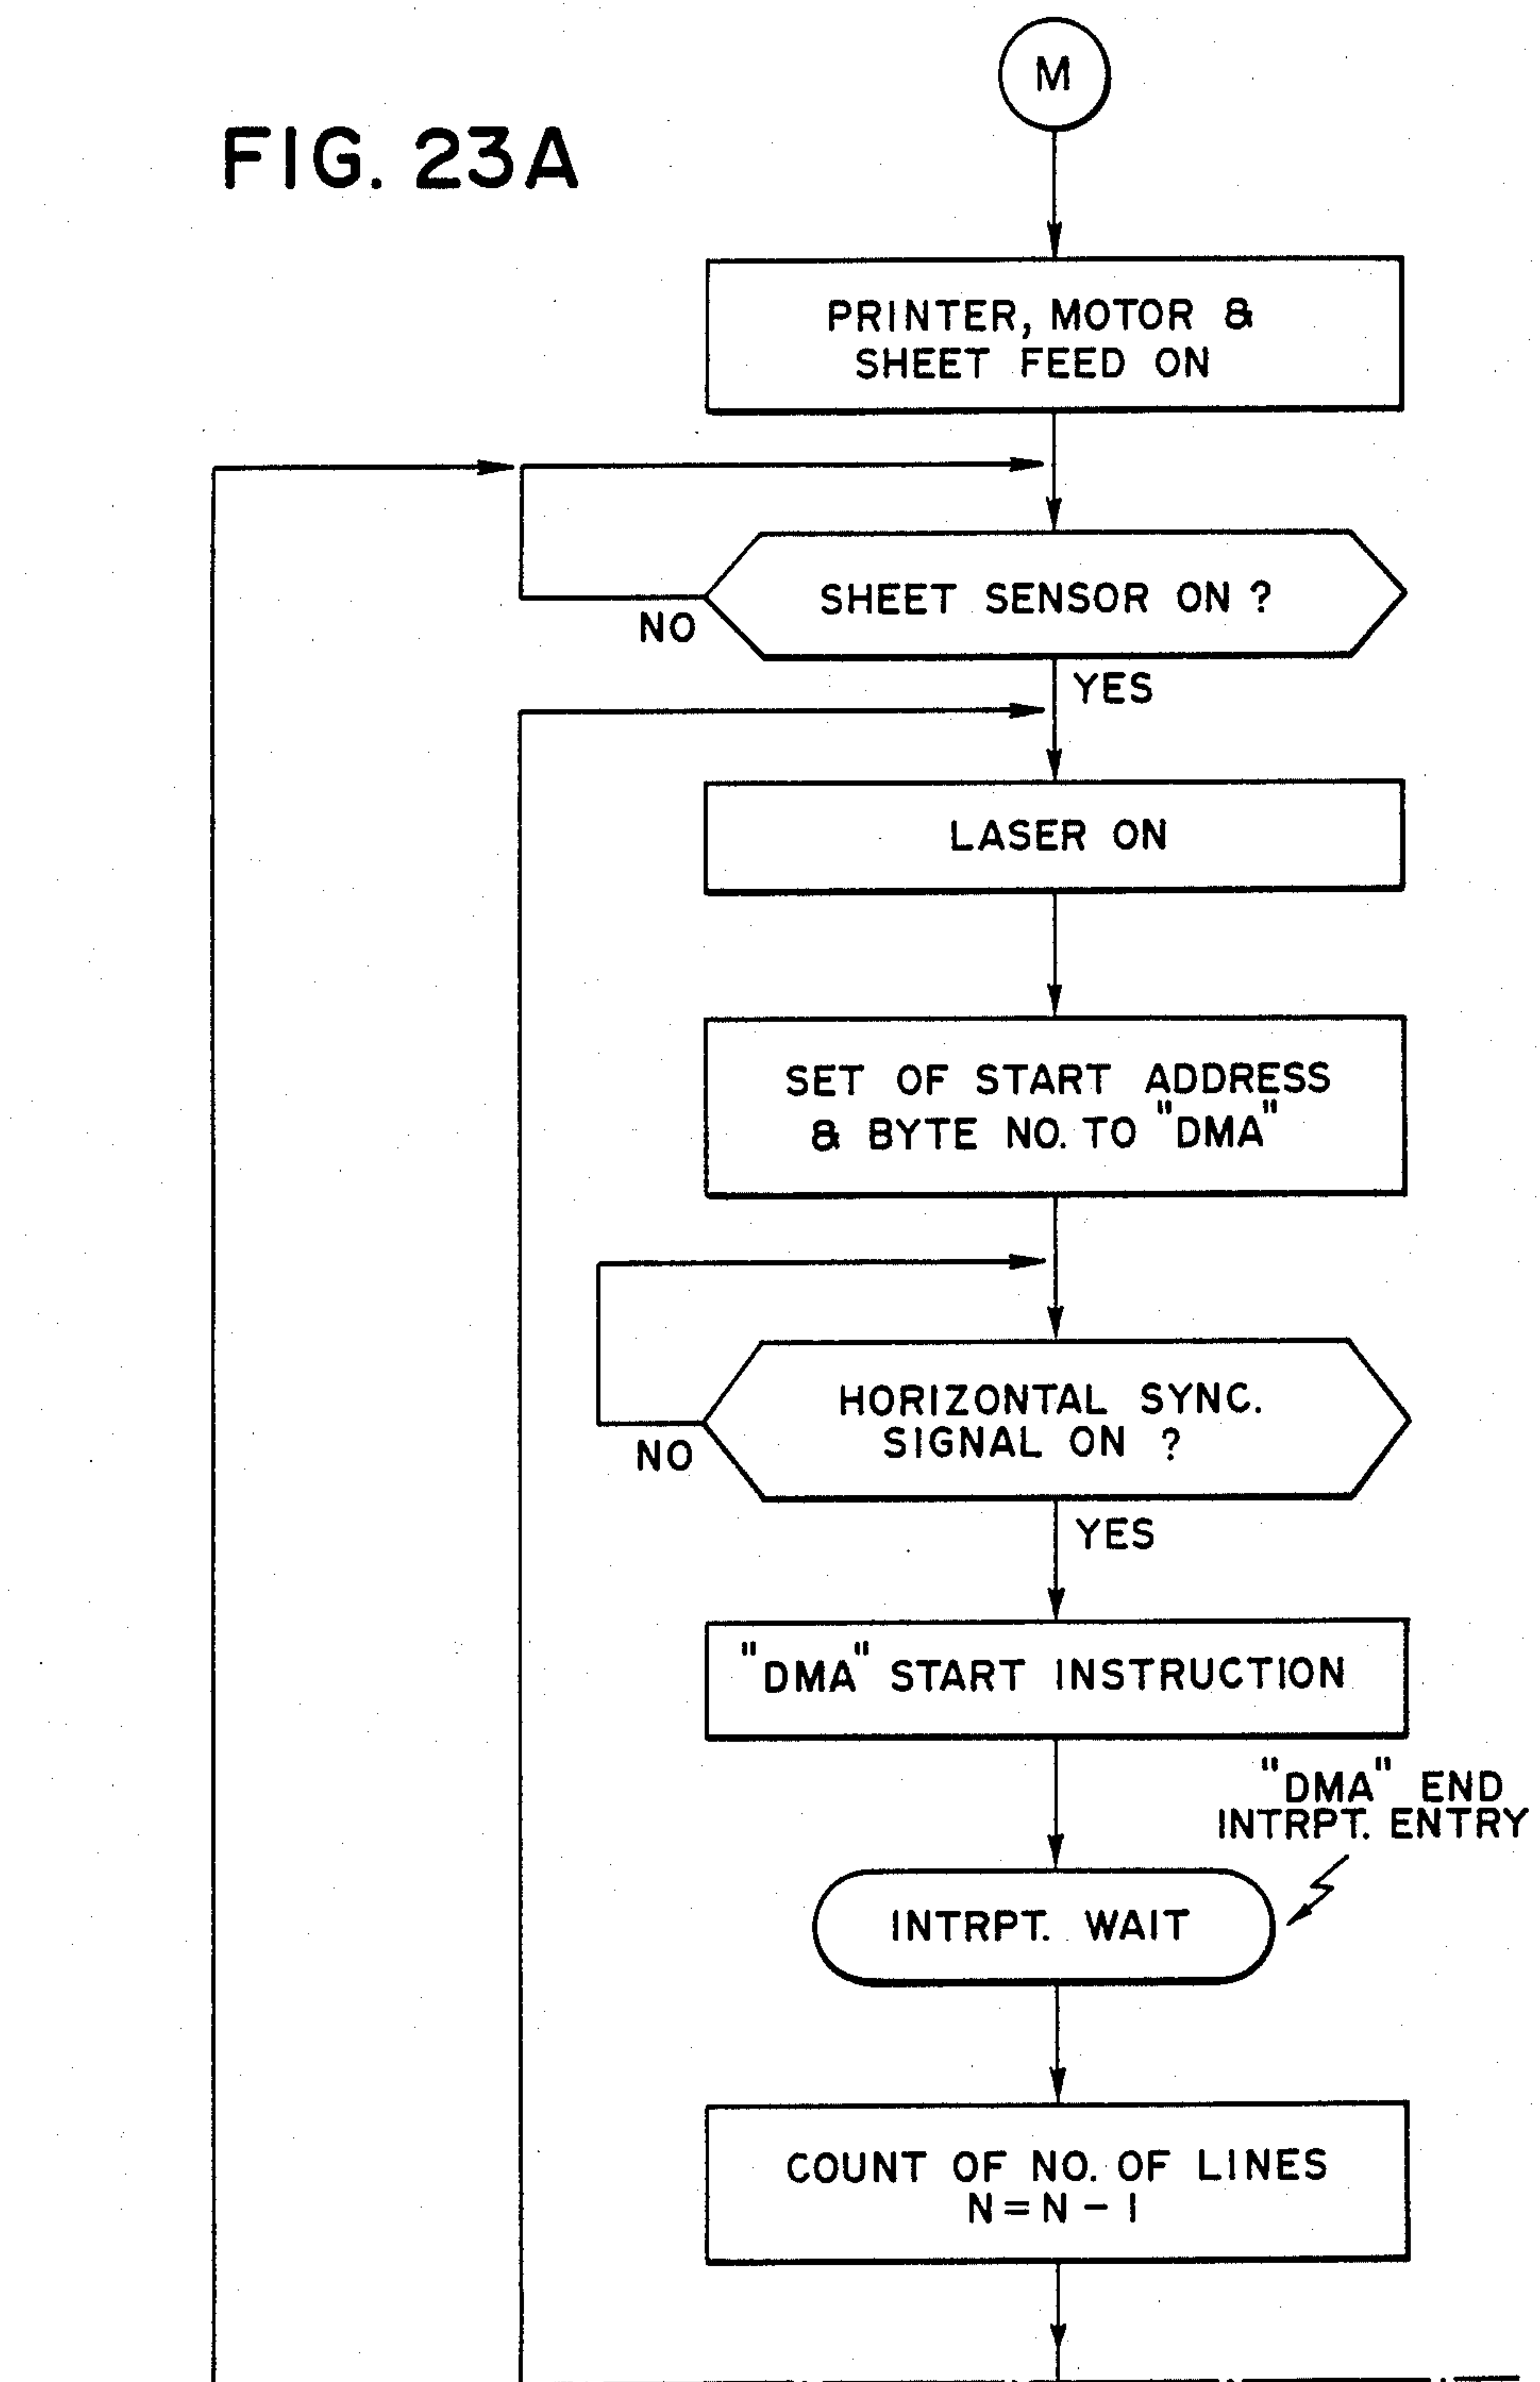 M
FIG. 23A
PRINTER, MOTOR &
SHEET FEED ON
SHEET SENSOR ON ?
NO
YES
LASER ON
SET OF START ADDRESS
& BYTE NO. TO "DMA"
HORIZONTAL SYNC.
SIGNAL ON ?
NO
YES
"DMA" START INSTRUCTION
"DMA" END
INTRPT. ENTRY
INTRPT. WAIT
COUNT OF NO. OF LINES
N = N - 1